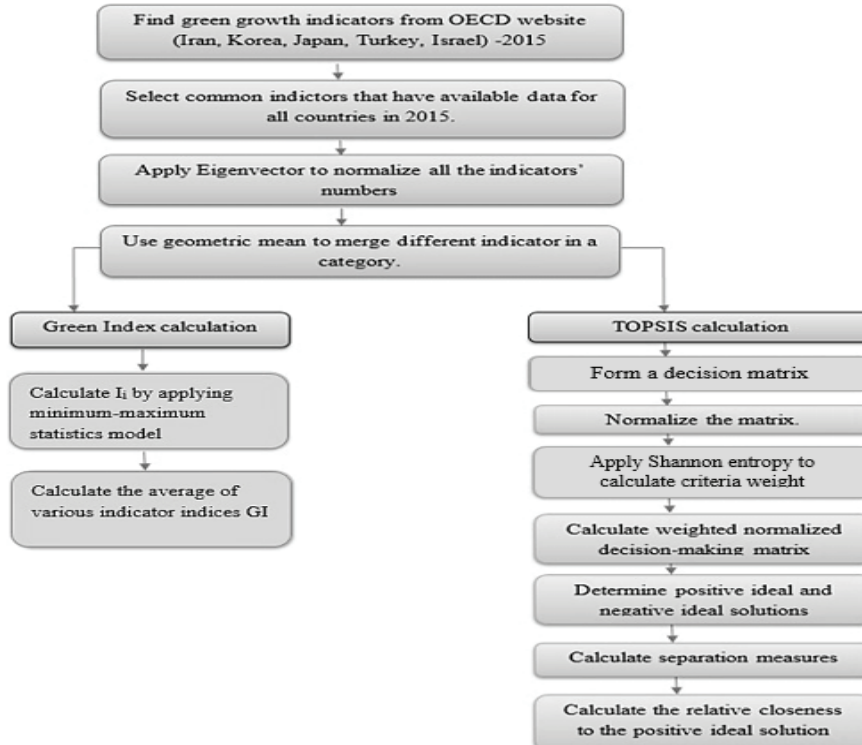 Find green growth indicators from OECD website
(Iran, Korea, Japan, Turkey, Israel) -2015
Select common indictors that have available data for
all countries in 2015.
Apply Eigenvector to normalize all the indicators'
numbers
Use geometric mean to merge different indicator in a
category.
Green Index calculation
Calculate Iᵢ by applying
minimum-maximum
statistics model
Calculate the average of
various indicator indices GI
TOPSIS calculation
Form a decision matrix
Normalize the matrix.
Apply Shannon entropy to
calculate criteria weight
Calculate weighted normalized
decision-making matrix
Determine positive ideal and
negative ideal solutions
Calculate separation measures
Calculate the relative closeness
to the positive ideal solution